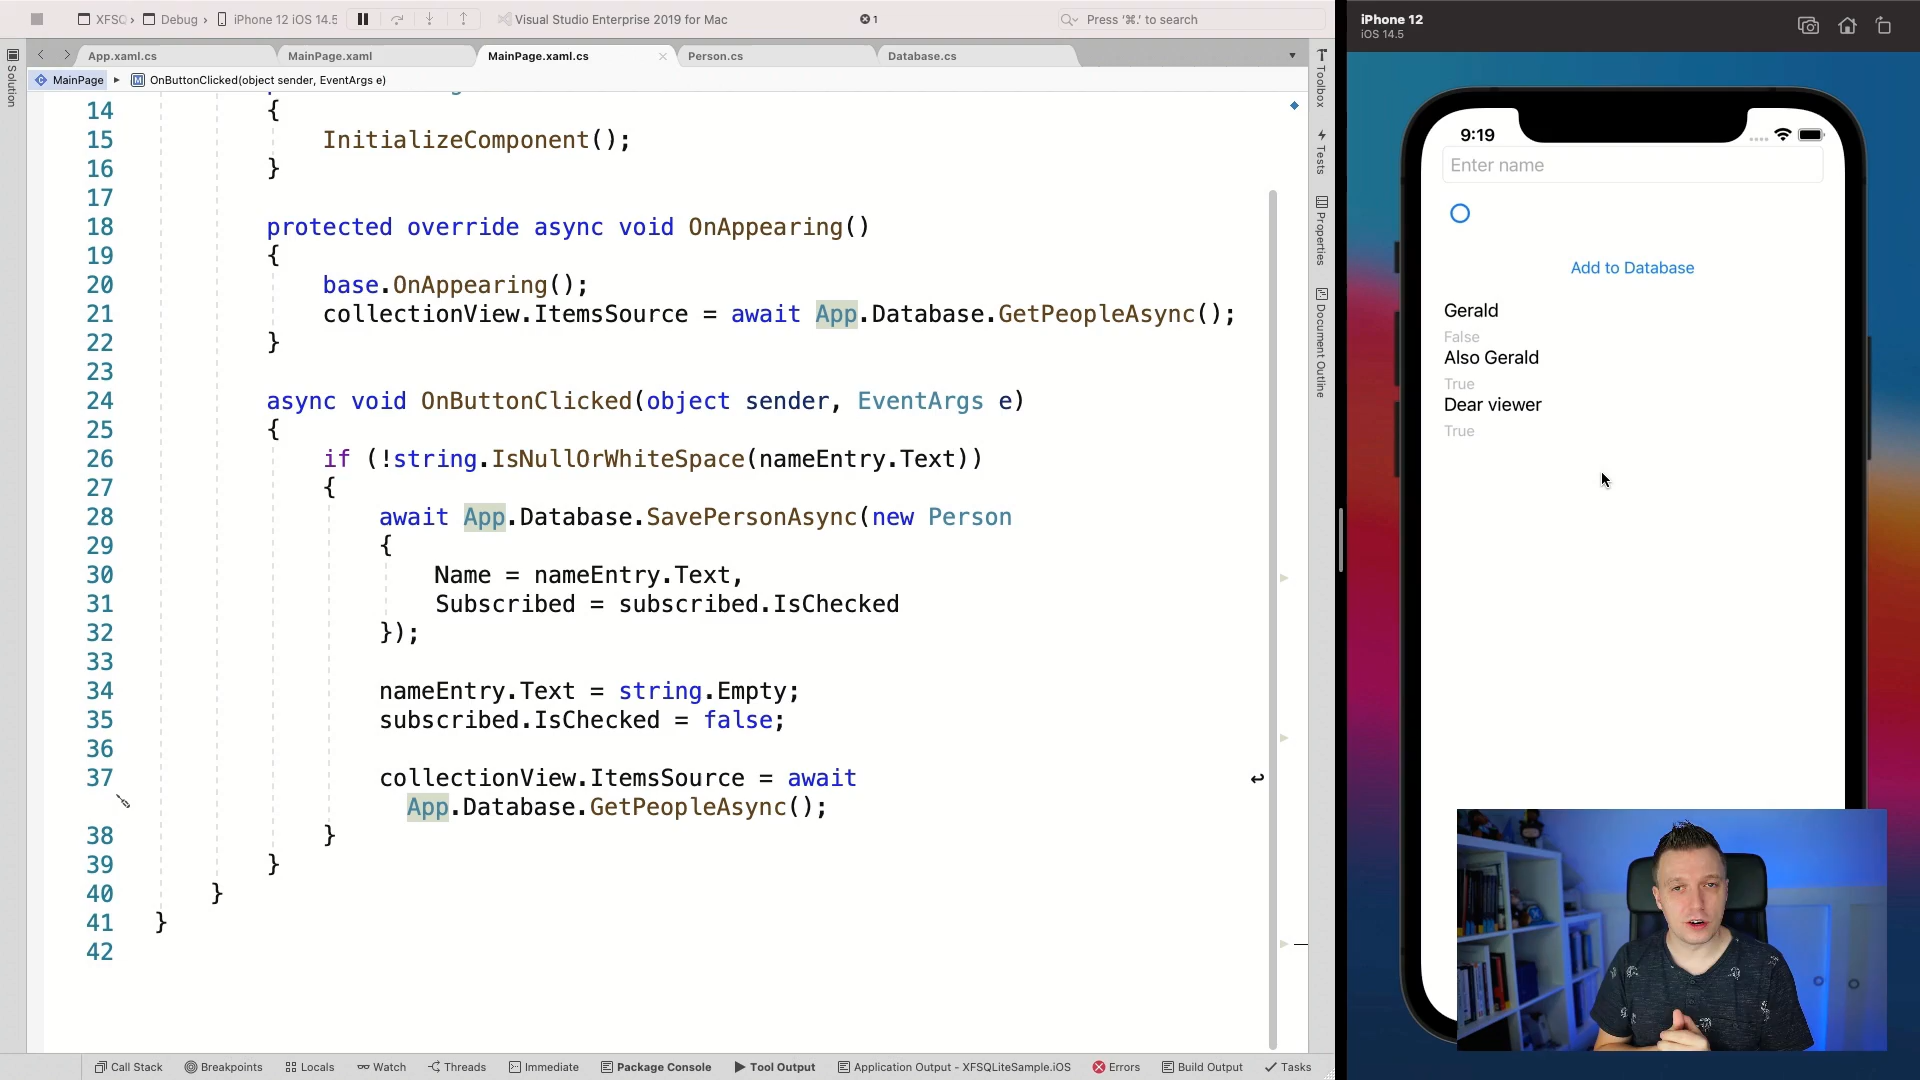 XFSQ › Debug › iPhone 12 iOS 14.5 Visual Studio Enterprise 2019 for Mac 1 Press '⌘.' to search
App.xaml.cs MainPage.xaml MainPage.xaml.cs Person.cs Database.cs
MainPage ▸ M OnButtonClicked(object sender, EventArgs e)
Solution
14 {
15 InitializeComponent();
16 }
17
18 protected override async void OnAppearing()
19 {
20 base.OnAppearing();
21 collectionView.ItemsSource = await App.Database.GetPeopleAsync();
22 }
23
24 async void OnButtonClicked(object sender, EventArgs e)
25 {
26 if (!string.IsNullOrWhiteSpace(nameEntry.Text))
27 {
28 await App.Database.SavePersonAsync(new Person
29 {
30 Name = nameEntry.Text,
31 Subscribed = subscribed.IsChecked
32 });
33
34 nameEntry.Text = string.Empty;
35 subscribed.IsChecked = false;
36
37 collectionView.ItemsSource = await
App.Database.GetPeopleAsync();
38 }
39 }
40 }
41 }
42
Toolbox
Tests
Properties
Document Outline
Call Stack Breakpoints Locals Watch Threads Immediate Package Console Tool Output Application Output - XFSQLiteSample.iOS Errors Build Output Tasks
iPhone 12
iOS 14.5
9:19
Enter name
Add to Database
Gerald
False
Also Gerald
True
Dear viewer
True